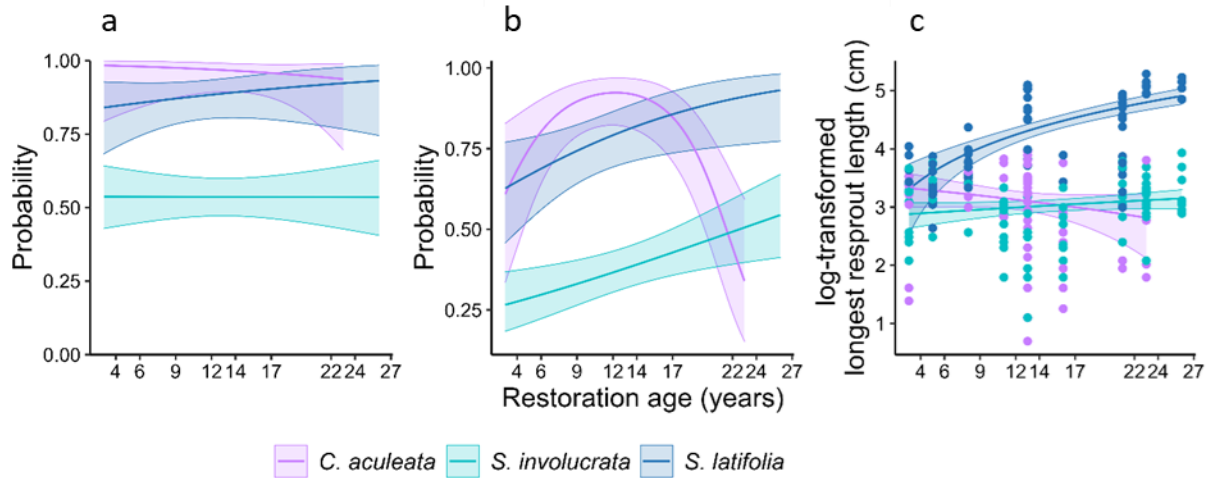 a
b
c
Probability
1.00
0.75
0.50
0.25
0.00
4 6 9 12 14 17 22 24 27
Probability
1.00
0.75
0.50
0.25
4 6 9 12 14 17 22 24 27
Restoration age (years)
log-transformed
longest resprout length (cm)
5
4
3
2
1
4 6 9 12 14 17 22 24 27
C. aculeata S. involucrata S. latifolia